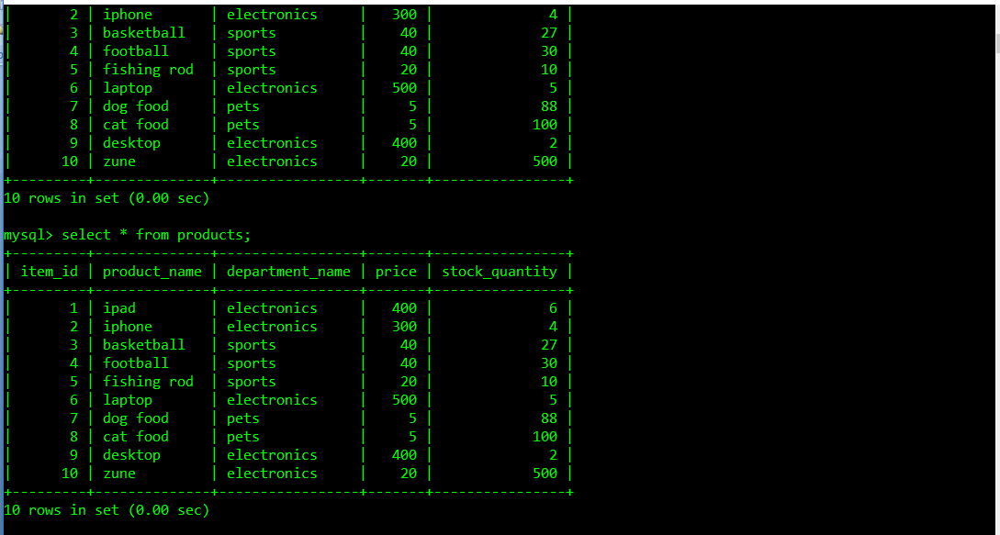 |       2 | iphone       | electronics     |   300 |              4 |
|       3 | basketball   | sports          |    40 |             27 |
|       4 | football     | sports          |    40 |             30 |
|       5 | fishing rod  | sports          |    20 |             10 |
|       6 | laptop       | electronics     |   500 |              5 |
|       7 | dog food     | pets            |     5 |             88 |
|       8 | cat food     | pets            |     5 |            100 |
|       9 | desktop      | electronics     |   400 |              2 |
|      10 | zune         | electronics     |    20 |            500 |
+---------+--------------+-----------------+-------+----------------+
10 rows in set (0.00 sec)
mysql> select * from products;
+---------+--------------+-----------------+-------+----------------+
| item_id | product_name | department_name | price | stock_quantity |
+---------+--------------+-----------------+-------+----------------+
|       1 | ipad         | electronics     |   400 |              6 |
|       2 | iphone       | electronics     |   300 |              4 |
|       3 | basketball   | sports          |    40 |             27 |
|       4 | football     | sports          |    40 |             30 |
|       5 | fishing rod  | sports          |    20 |             10 |
|       6 | laptop       | electronics     |   500 |              5 |
|       7 | dog food     | pets            |     5 |             88 |
|       8 | cat food     | pets            |     5 |            100 |
|       9 | desktop      | electronics     |   400 |              2 |
|      10 | zune         | electronics     |    20 |            500 |
+---------+--------------+-----------------+-------+----------------+
10 rows in set (0.00 sec)